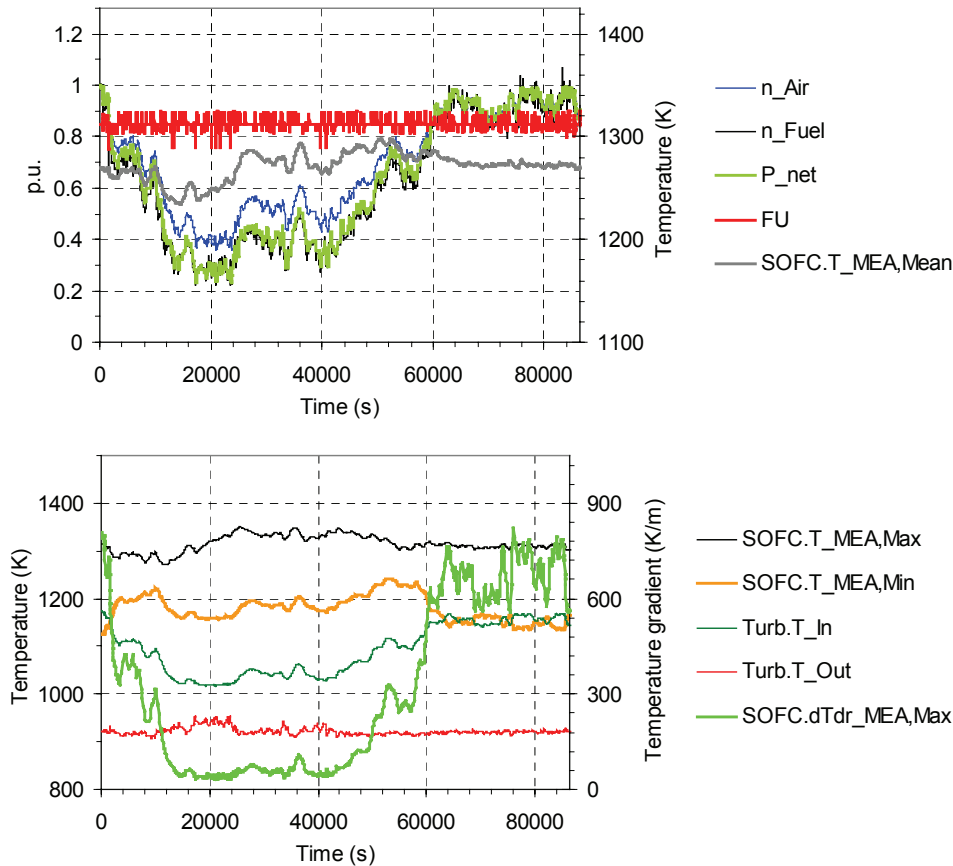 1.2
1
0.8
0.6
0.4
0.2
0
p.u.
1400
1300
1200
1100
Temperature (K)
0 20000 40000 60000 80000
Time (s)
n_Air
n_Fuel
P_net
FU
SOFC.T_MEA,Mean
1400
1200
1000
800
Temperature (K)
900
600
300
0
Temperature gradient (K/m)
0 20000 40000 60000 80000
Time (s)
SOFC.T_MEA,Max
SOFC.T_MEA,Min
Turb.T_In
Turb.T_Out
SOFC.dTdr_MEA,Max